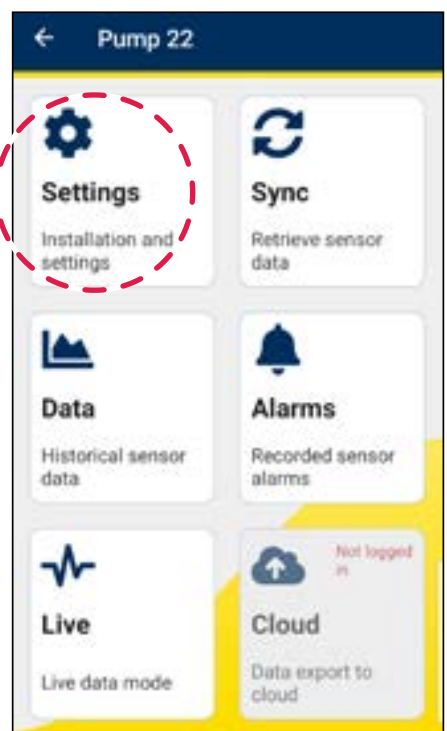 Pump 22
Settings
Installation and
settings
Sync
Retrieve sensor
data
Data
Historical sensor
data
Alarms
Recorded sensor
alarms
Live
Live data mode
Not logged
in
Cloud
Data export to
cloud